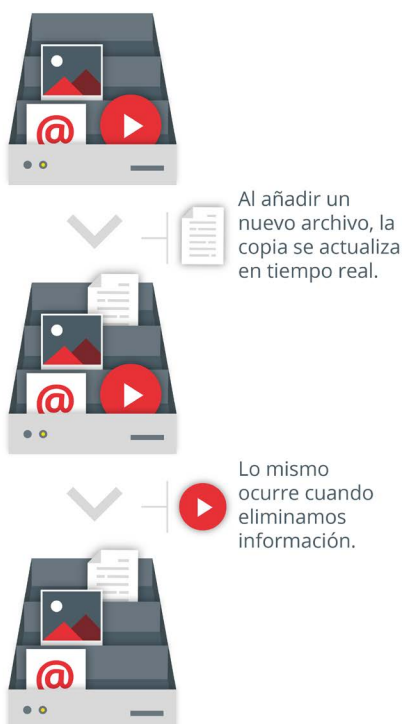 @
Al añadir un
nuevo archivo, la
copia se actualiza
en tiempo real.
@
Lo mismo
ocurre cuando
eliminamos
información.
@